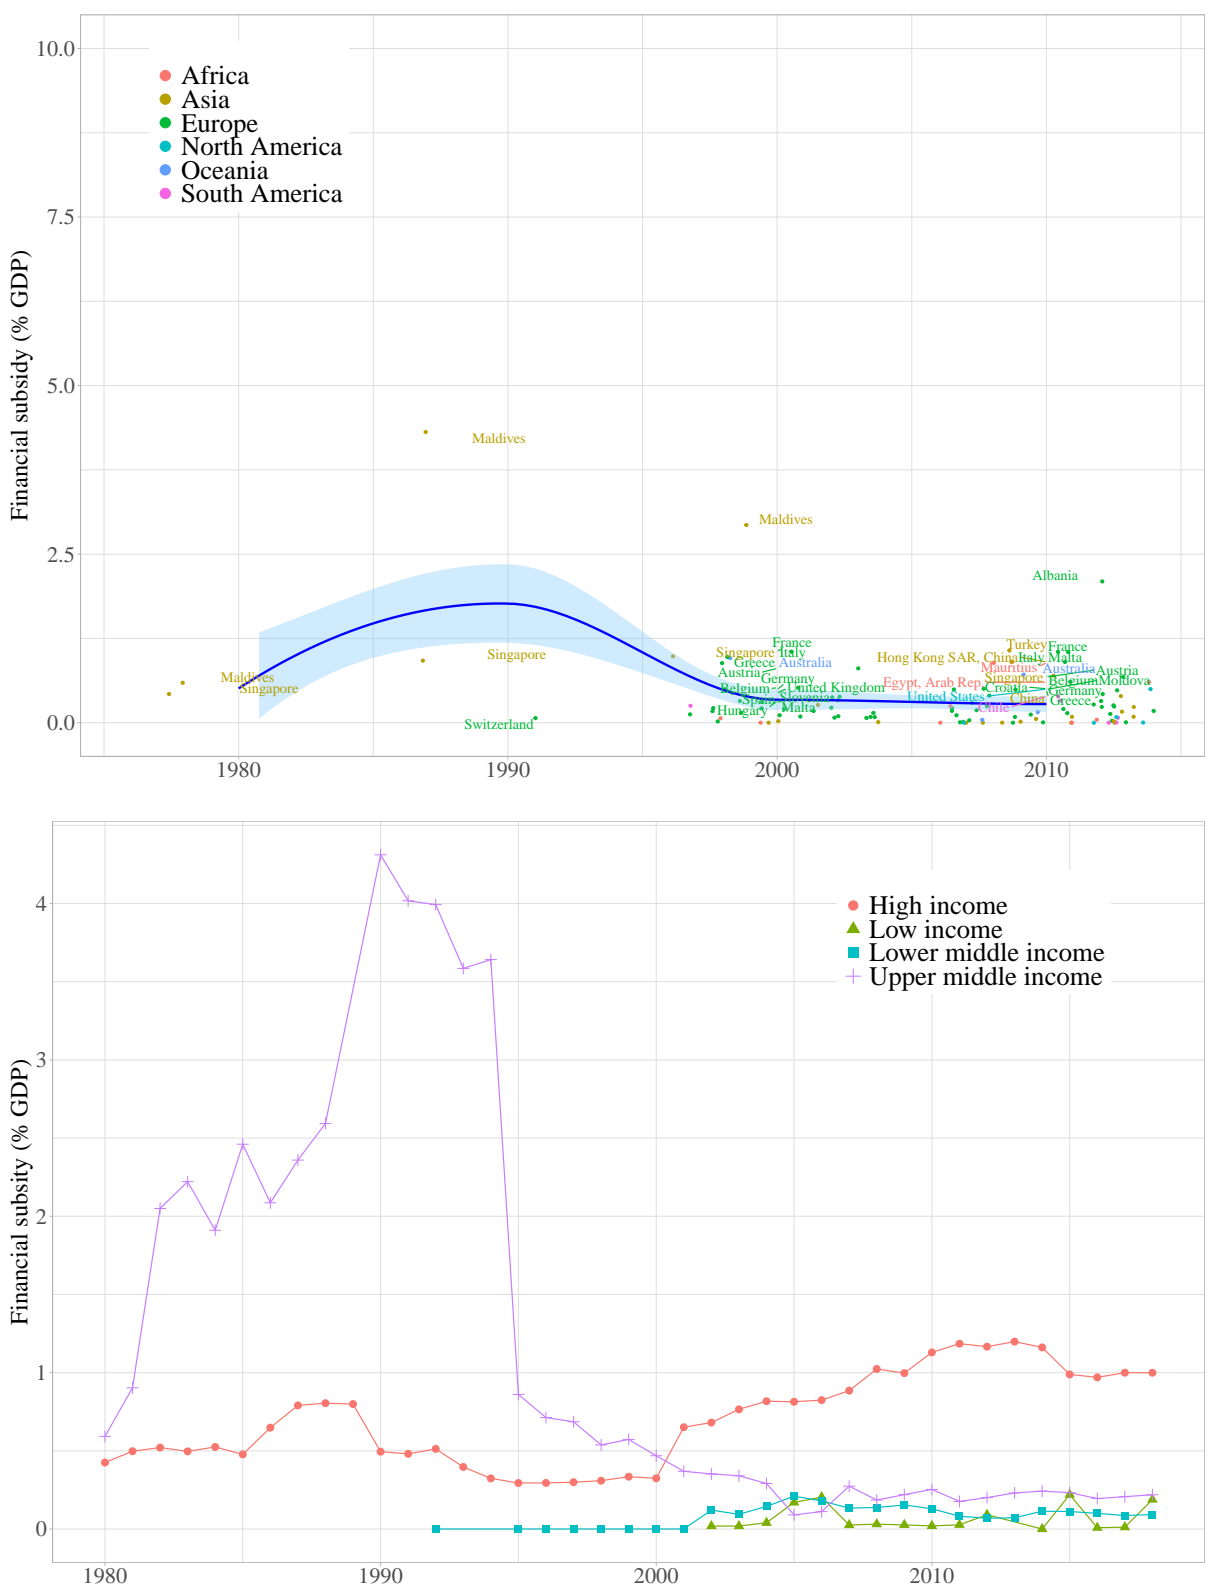 10.0
Africa
Asia
Europe
North America
Oceania
South America
7.5
Financial subsidy (% GDP)
5.0
Maldives
Maldives
2.5
Albania
France
Turkey France
Singapore Italy
Hong Kong SAR, China Italy Malta
Greece Australia
Mauritius Australia Austria
Austria
Maldives
Germany
Singapore
Egypt, Arab Rep.
Belgium Moldova
Singapore
Singapore
Belgium United Kingdom
Croatia Germany
Spain Slovenia
United States China Greece
Hungary Malta
Chile
Switzerland
0.0
1980 1990 2000 2010
4
High income
Low income
Lower middle income
Upper middle income
3
Financial subsity (% GDP)
2
1
0
1980 1990 2000 2010